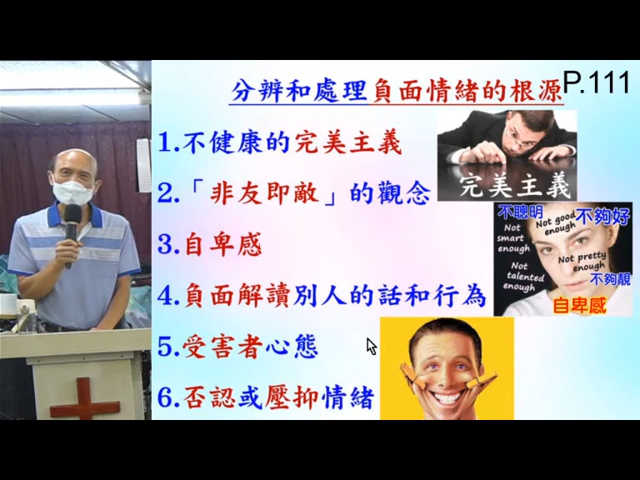 分辨和處理負面情緒的根源
P.111
1.不健康的完美主義
完美主義
2.「非友即敵」的觀念
不聰明
Not good enough
不夠好
Not smart enough
Not pretty enough
Not talented enough
不夠靚
自卑感
3.自卑感
4.負面解讀別人的話和行為
5.受害者心態
6.否認或壓抑情緒